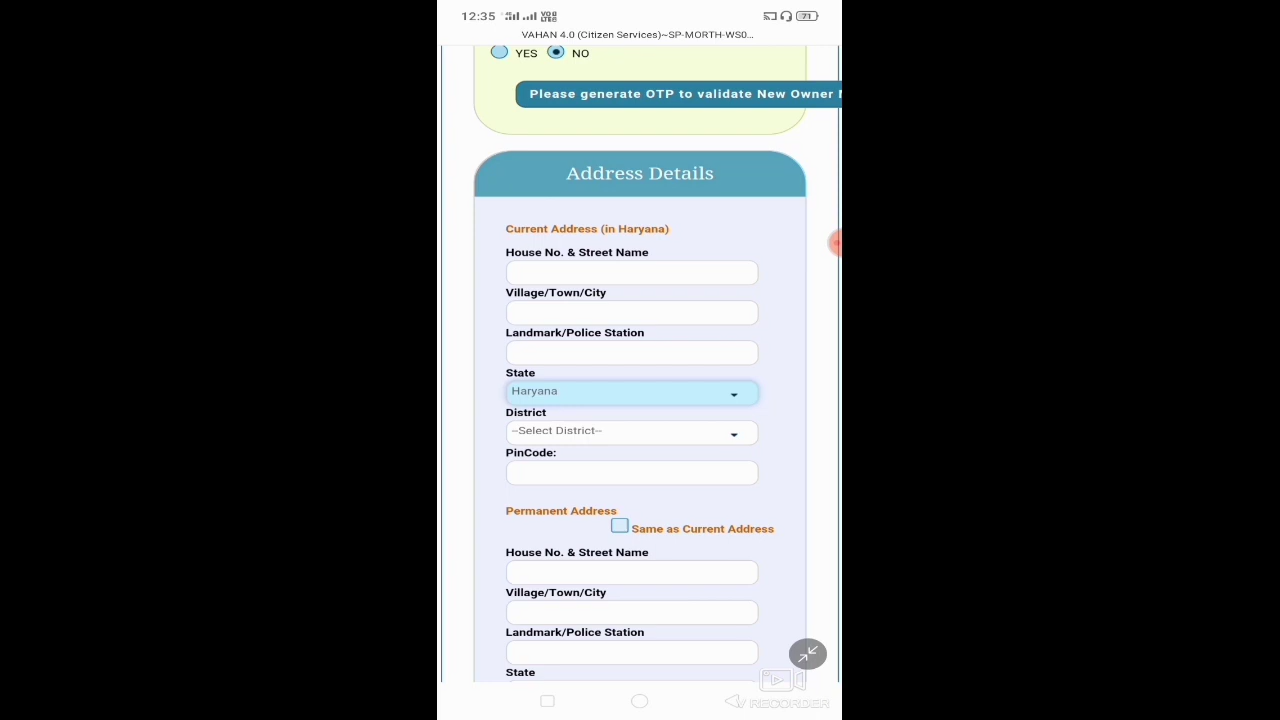 12:35
71
VAHAN 4.0 (Citizen Services)~SP-MORTH-WS0...
YES NO
Please generate OTP to validate New Owner
Address Details
Current Address (in Haryana)
House No. & Street Name
Village/Town/City
Landmark/Police Station
State
Haryana
District
--Select District--
PinCode:
Permanent Address
Same as Current Address
House No. & Street Name
Village/Town/City
Landmark/Police Station
State
V RECORDER